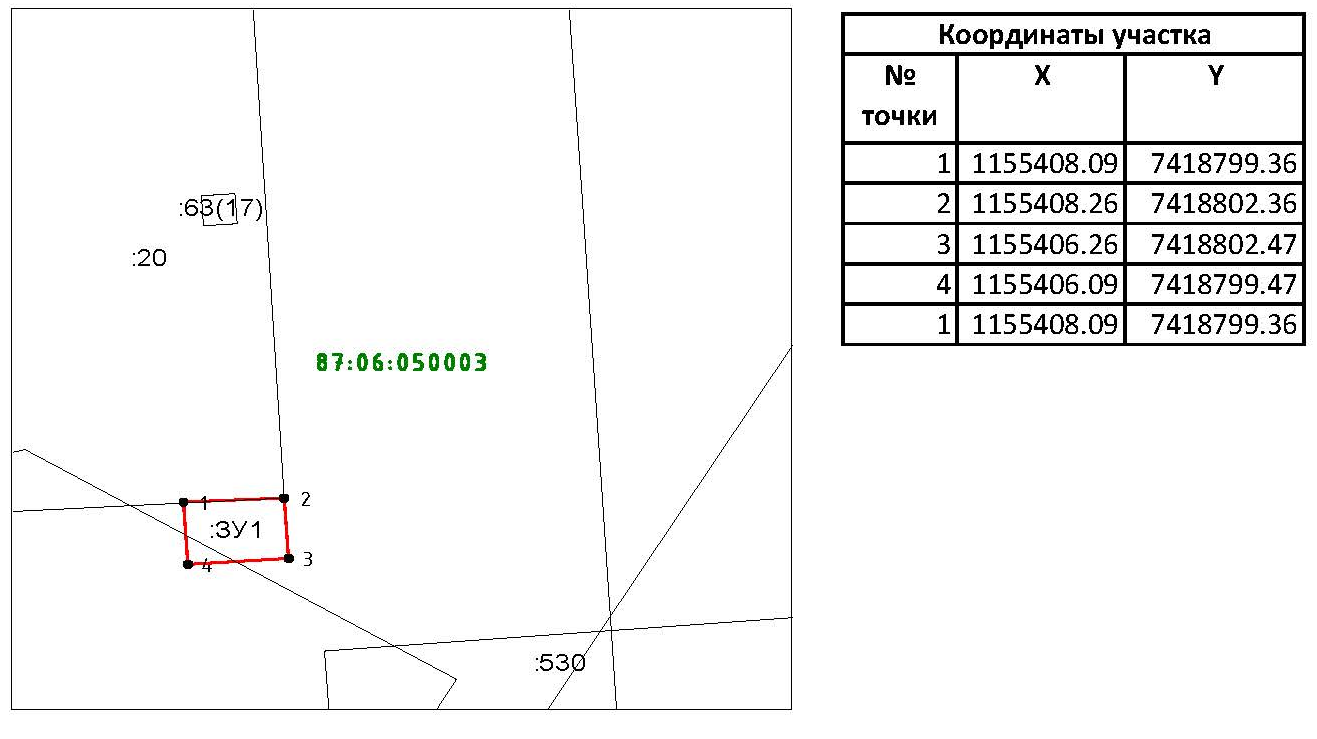 :63(17)
:20
87:06:050003
1
2
:ЗУ1
4
3
:530
Координаты участка
№ точки X Y
1 1155408.09 7418799.36
2 1155408.26 7418802.36
3 1155406.26 7418802.47
4 1155406.09 7418799.47
1 1155408.09 7418799.36